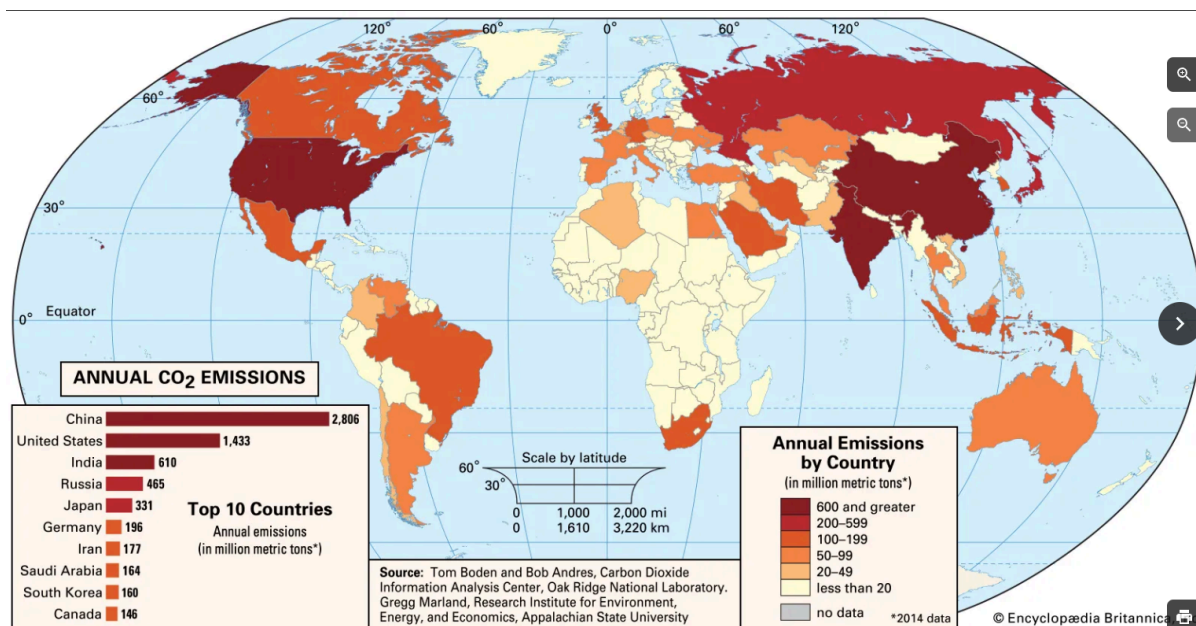 120°
60°
0°
60°
120°
60°
30°
0°
Equator
ANNUAL CO₂ EMISSIONS
China 2,806
United States 1,433
India 610
Russia 465
Japan 331
Germany 196
Iran 177
Saudi Arabia 164
South Korea 160
Canada 146
Top 10 Countries
Annual emissions
(in million metric tons*)
Scale by latitude
60°
30°
0 1,000 2,000 mi
0 1,610 3,220 km
Source: Tom Boden and Bob Andres, Carbon Dioxide
Information Analysis Center, Oak Ridge National Laboratory.
Gregg Marland, Research Institute for Environment,
Energy, and Economics, Appalachian State University
Annual Emissions
by Country
(in million metric tons*)
600 and greater
200–599
100–199
50–99
20–49
less than 20
no data
*2014 data
© Encyclopædia Britannica,